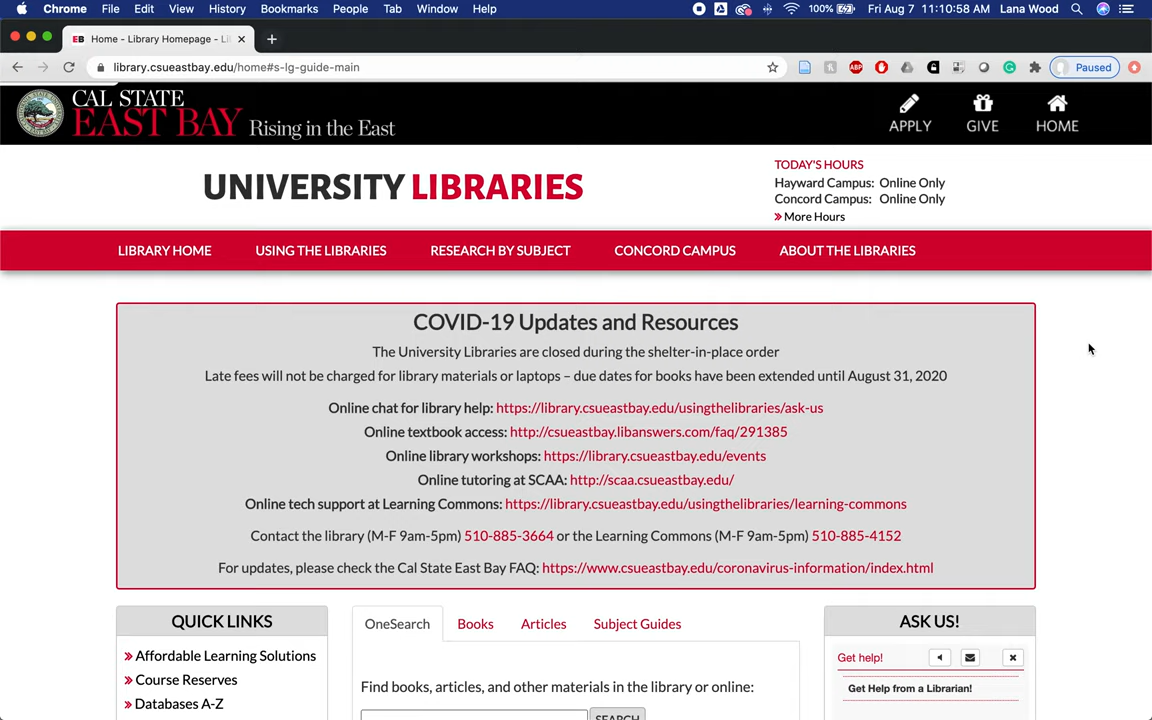 Chrome File Edit View History Bookmarks People Tab Window Help 100% Fri Aug 7 11:10:58 AM Lana Wood
EB Home - Library Homepage - Li
library.csueastbay.edu/home#s-lg-guide-main ABP Paused
CAL STATE
EAST BAY Rising in the East
APPLY GIVE HOME
UNIVERSITY LIBRARIES
TODAY'S HOURS
Hayward Campus: Online Only
Concord Campus: Online Only
» More Hours
LIBRARY HOME USING THE LIBRARIES RESEARCH BY SUBJECT CONCORD CAMPUS ABOUT THE LIBRARIES
COVID-19 Updates and Resources
The University Libraries are closed during the shelter-in-place order
Late fees will not be charged for library materials or laptops – due dates for books have been extended until August 31, 2020
Online chat for library help: https://library.csueastbay.edu/usingthelibraries/ask-us
Online textbook access: http://csueastbay.libanswers.com/faq/291385
Online library workshops: https://library.csueastbay.edu/events
Online tutoring at SCAA: http://scaa.csueastbay.edu/
Online tech support at Learning Commons: https://library.csueastbay.edu/usingthelibraries/learning-commons
Contact the library (M-F 9am-5pm) 510-885-3664 or the Learning Commons (M-F 9am-5pm) 510-885-4152
For updates, please check the Cal State East Bay FAQ: https://www.csueastbay.edu/coronavirus-information/index.html
QUICK LINKS
» Affordable Learning Solutions
» Course Reserves
» Databases A-Z
OneSearch Books Articles Subject Guides
Find books, articles, and other materials in the library or online:
SEARCH
ASK US!
Get help!
Get Help from a Librarian!